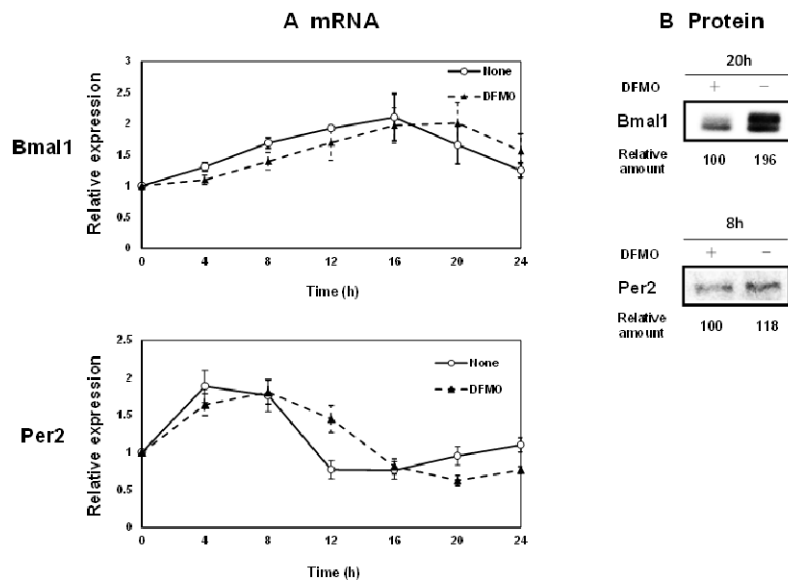 A mRNA
Bmal1
Relative expression
3
2.5
2
1.5
1
0.5
0
0 4 8 12 16 20 24
Time (h)
None
DFMO
Per2
Relative expression
2.5
2
1.5
1
0.5
0
0 4 8 12 16 20 24
Time (h)
None
DFMO
B Protein
20h
DFMO + −
Bmal1
Relative
amount
100 196
8h
DFMO + −
Per2
Relative
amount
100 118